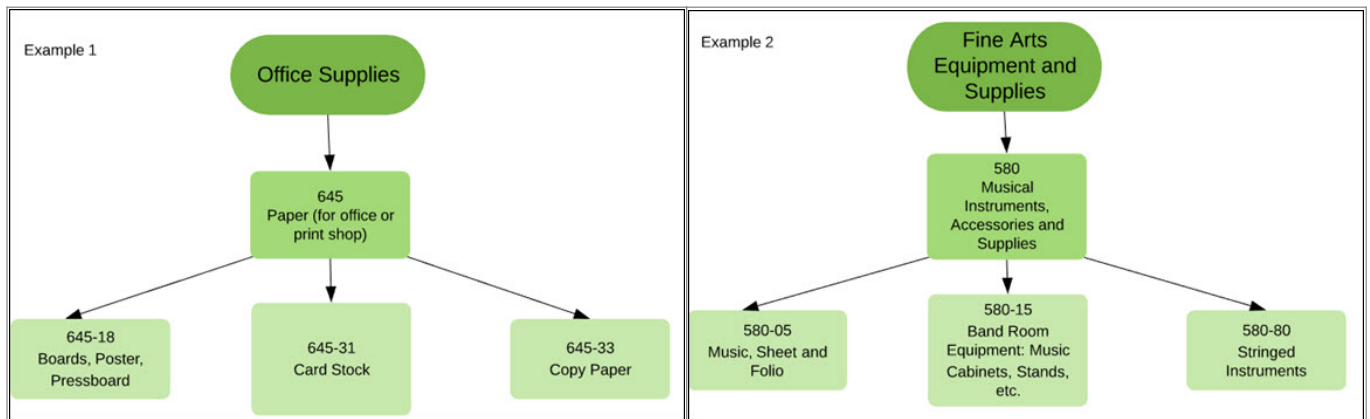 Example 1
Office Supplies
645
Paper (for office or
print shop)
645-18
Boards, Poster,
Pressboard
645-31
Card Stock
645-33
Copy Paper
Example 2
Fine Arts
Equipment and
Supplies
580
Musical
Instruments,
Accessories and
Supplies
580-05
Music, Sheet and
Folio
580-15
Band Room
Equipment: Music
Cabinets, Stands,
etc.
580-80
Stringed
Instruments